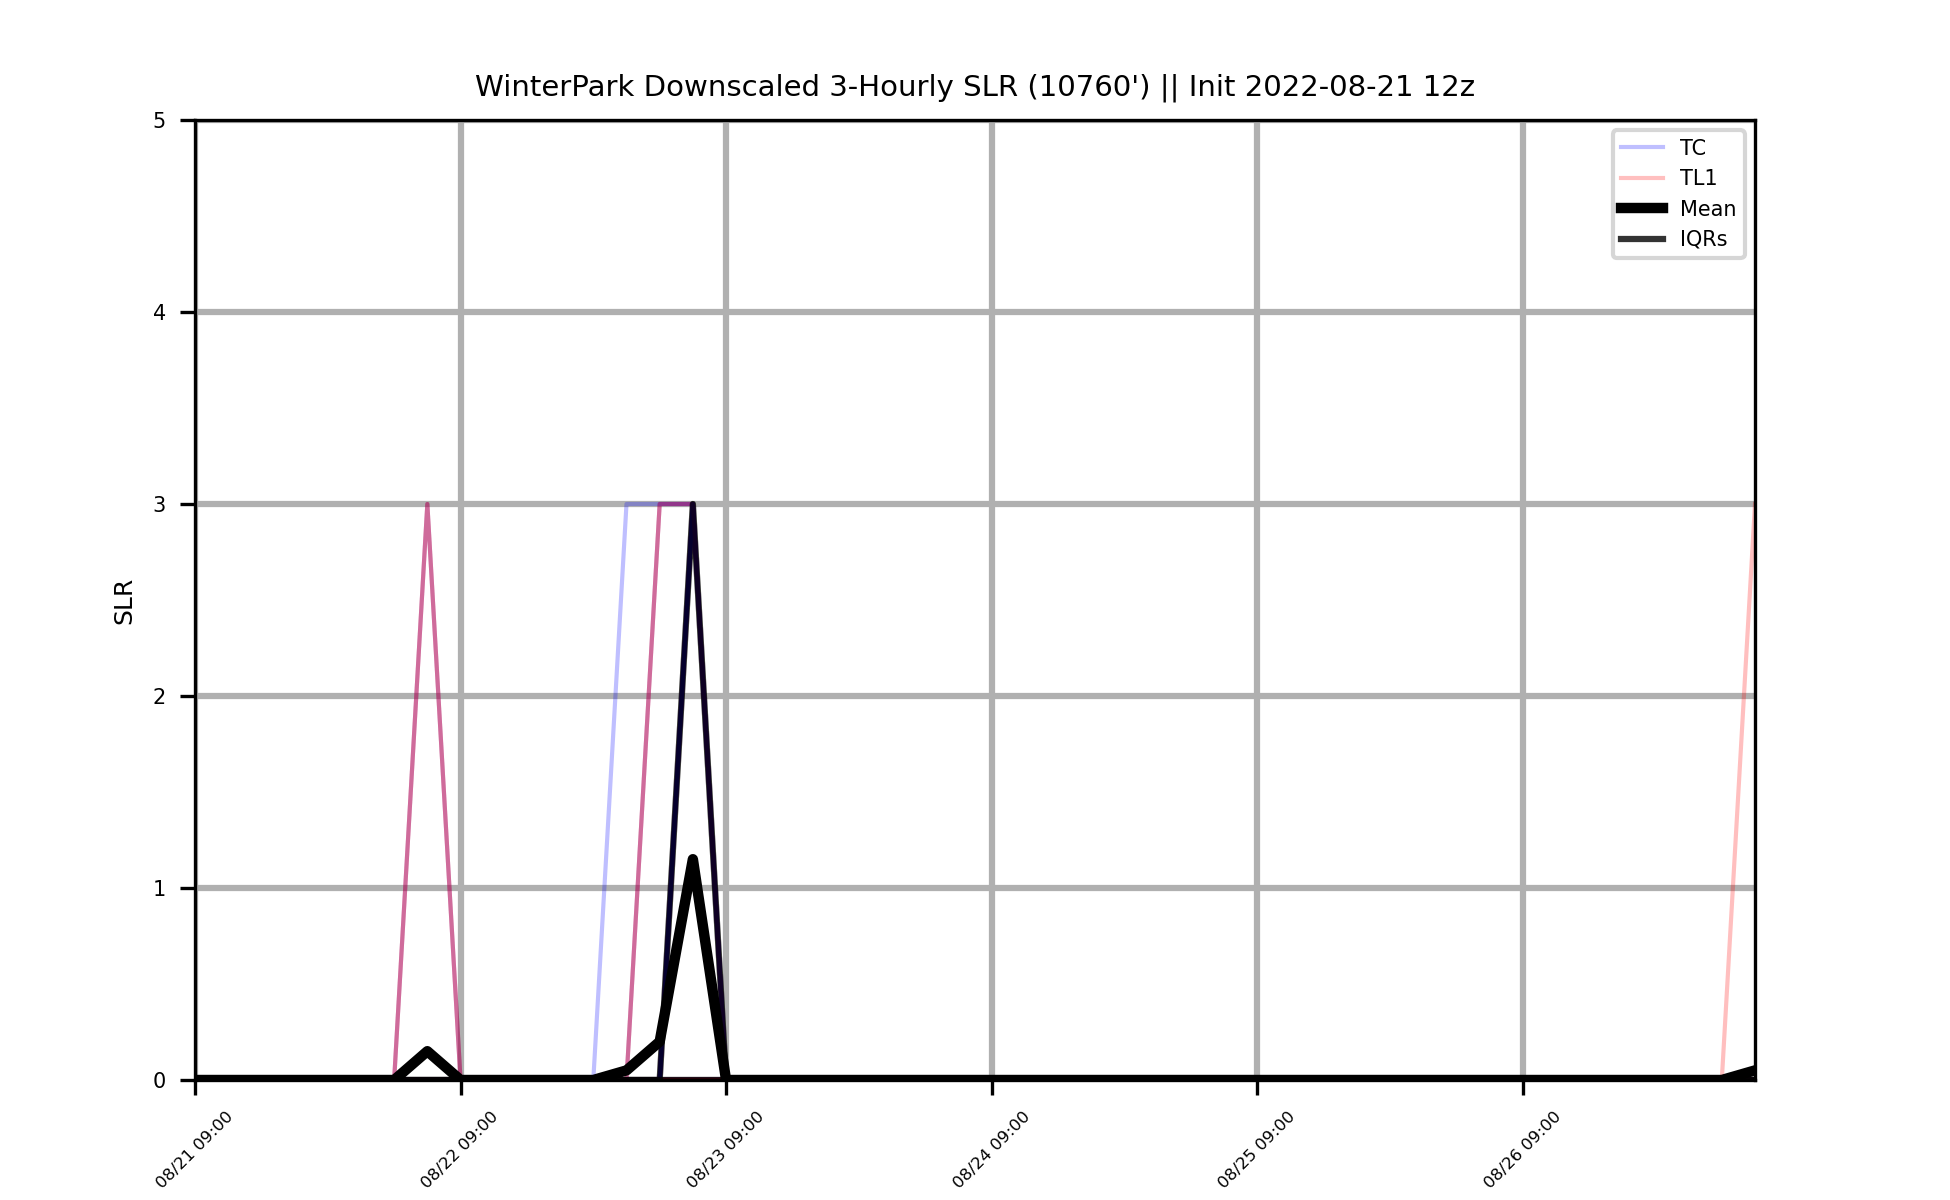 WinterPark Downscaled 3-Hourly SLR (10760') || Init 2022-08-21 12z
5
4
3
2
1
0
SLR
TC
TL1
Mean
IQRs
08/21 09:00
08/22 09:00
08/23 09:00
08/24 09:00
08/25 09:00
08/26 09:00